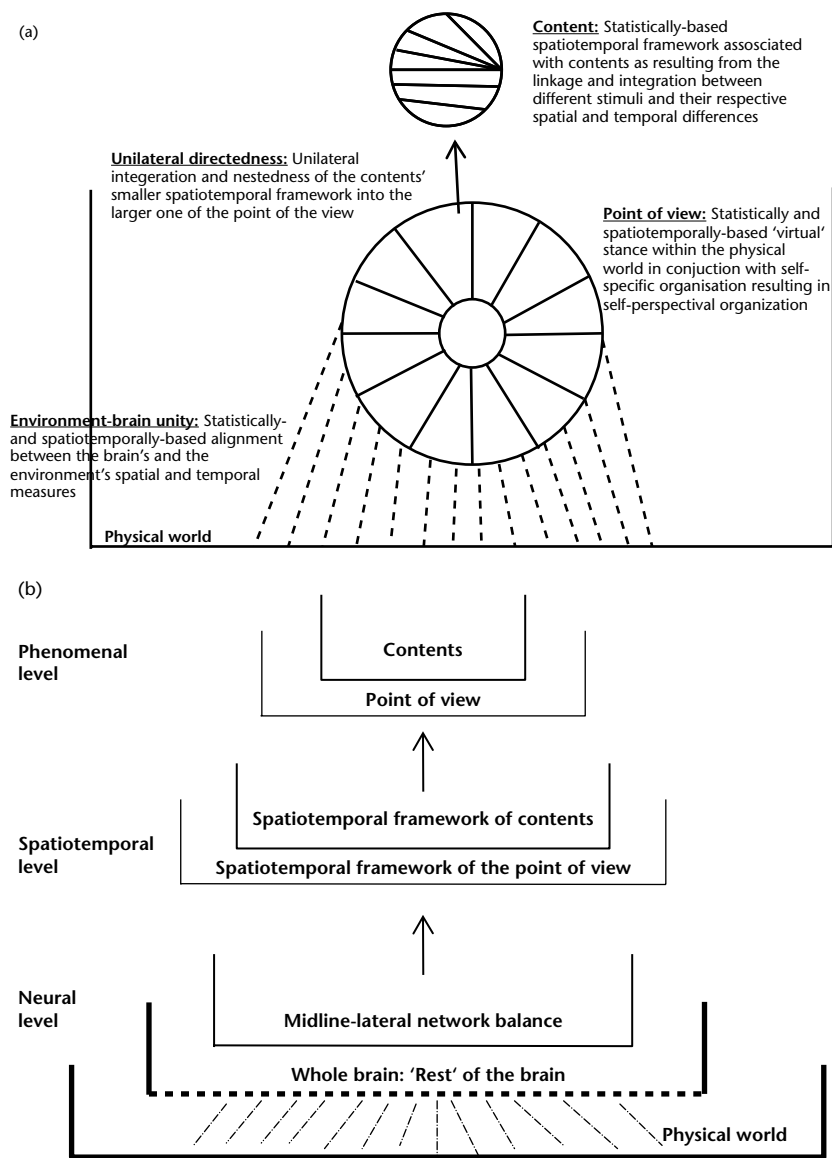 (a)
Content: Statistically-based
spatiotemporal framework assosciated
with contents as resulting from the
linkage and integration between
different stimuli and their respective
spatial and temporal differences
Unilateral directedness: Unilateral
integeration and nestedness of the contents‘
smaller spatiotemporal framework into the
larger one of the point of the view
Point of view: Statistically and
spatiotemporally-based ‘virtual‘
stance within the physical
world in conjuction with self-
specific organisation resulting in
self-perspectival organization
Environment-brain unity: Statistically-
and spatiotemporally-based alignment
between the brain’s and the
environment’s spatial and temporal
measures
Physical world
(b)
Phenomenal
level
Contents
Point of view
Spatiotemporal
level
Spatiotemporal framework of contents
Spatiotemporal framework of the point of view
Neural
level
Midline-lateral network balance
Whole brain: ‘Rest‘ of the brain
Physical world